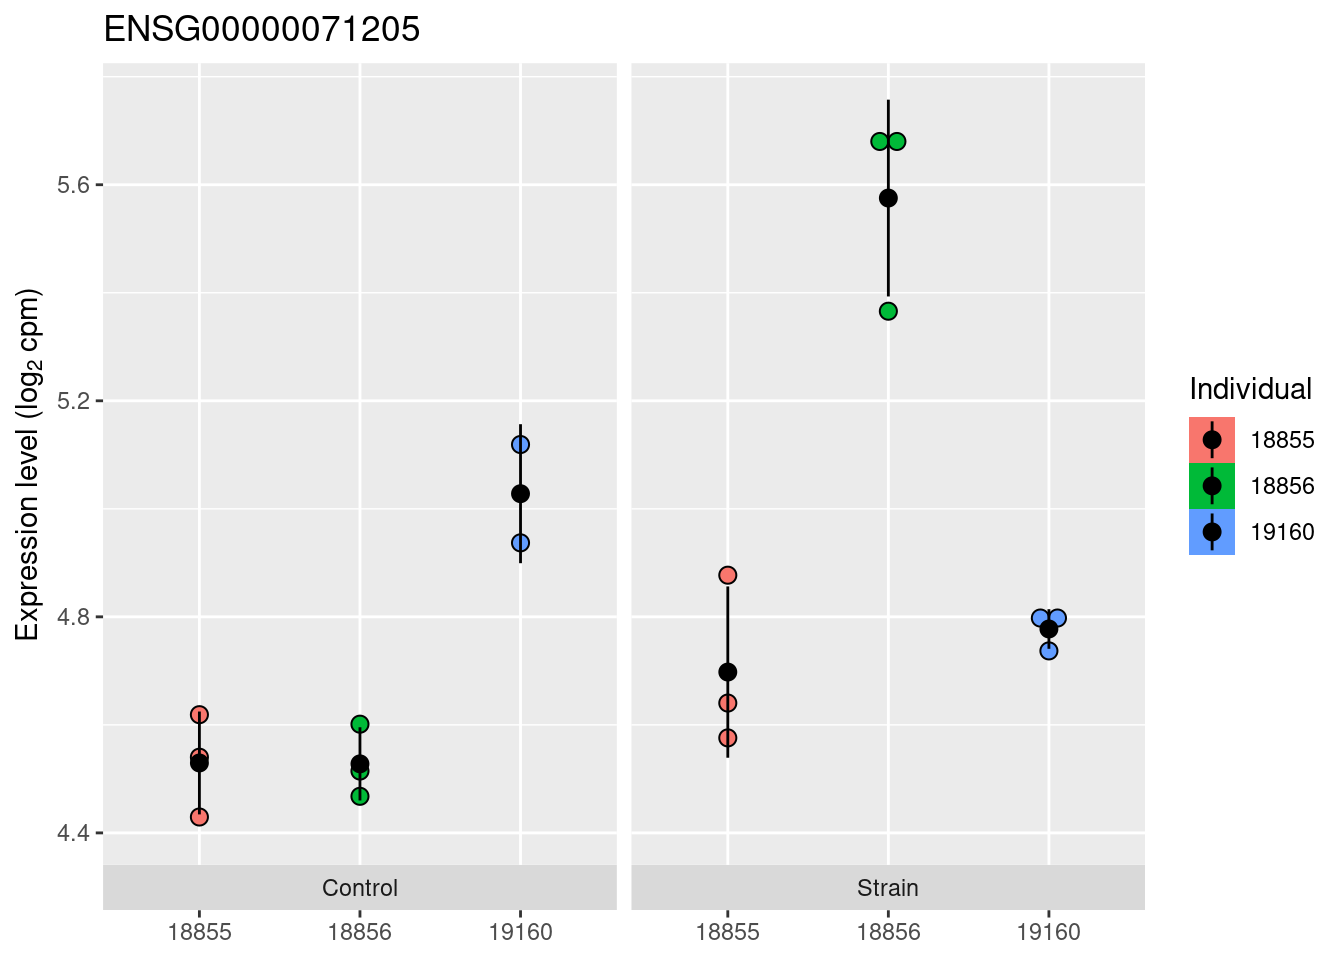 ENSG00000071205
Expression level (log₂ cpm)
5.6
5.2
4.8
4.4
Control
Strain
18855
18856
19160
18855
18856
19160
Individual
18855
18856
19160